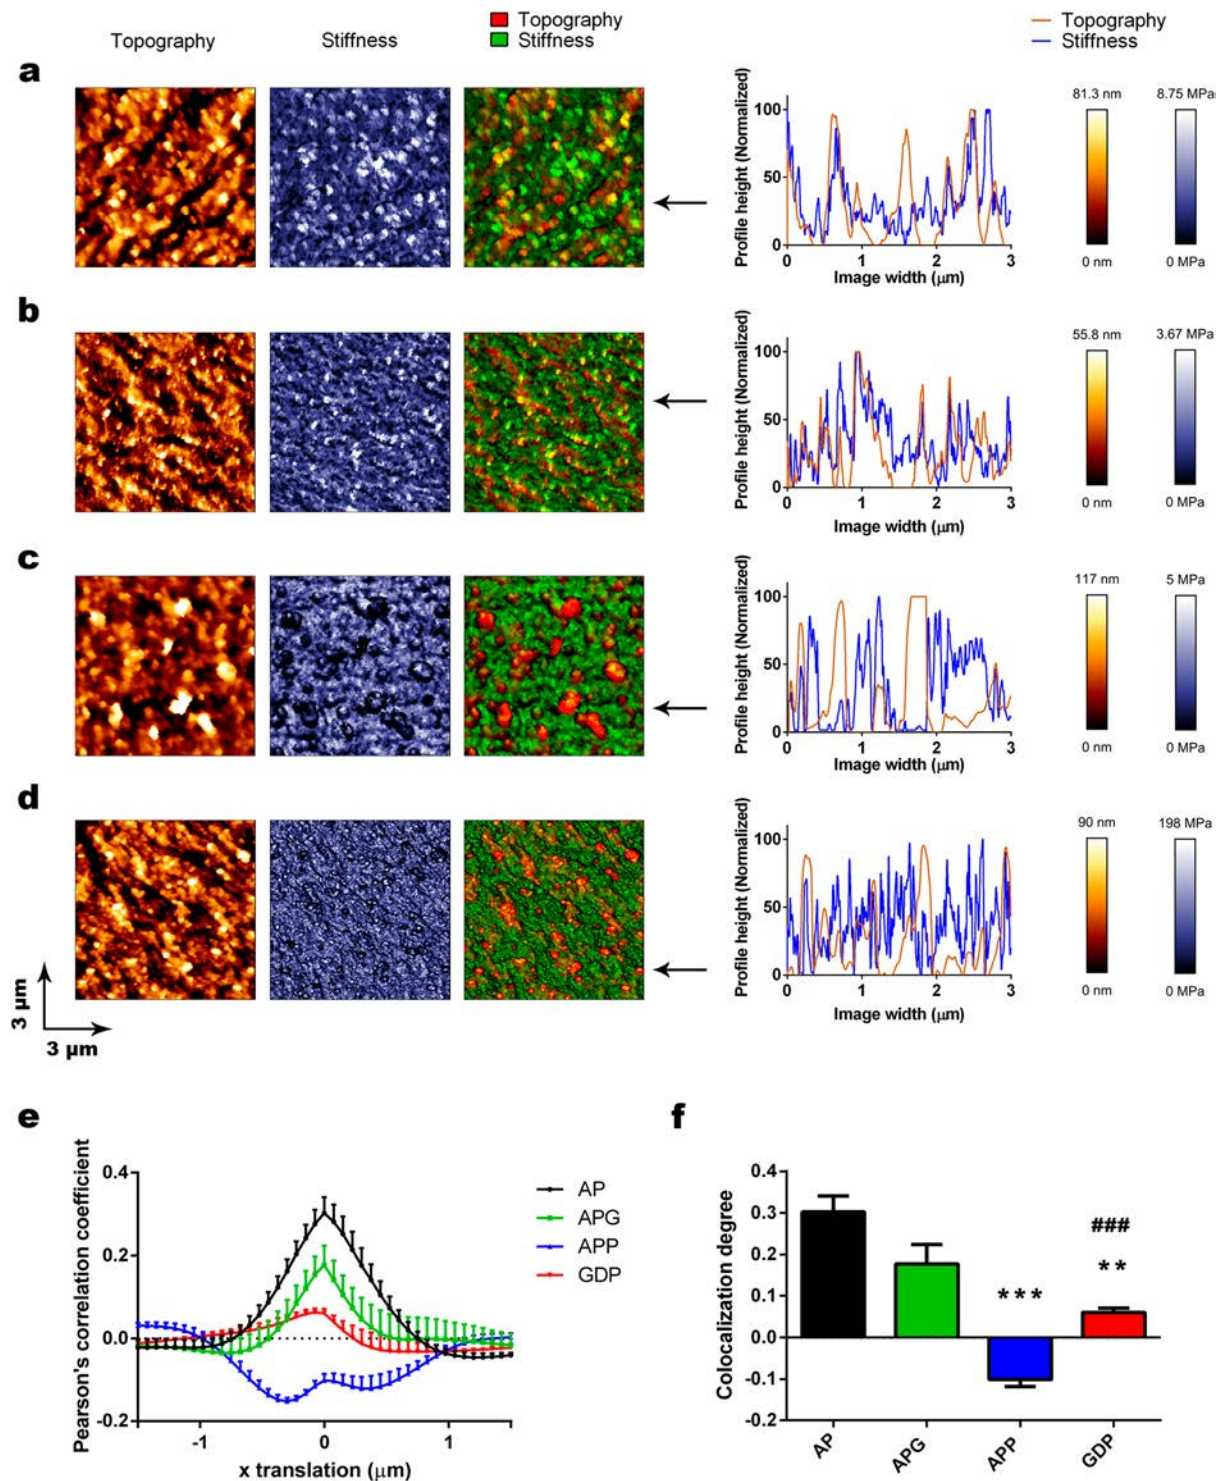 Topography
Stiffness
Topography
Stiffness
Topography
Stiffness
a
Profile height (Normalized)
100
50
0
0 1 2 3
Image width (μm)
81.3 nm
0 nm
8.75 MPa
0 MPa
b
Profile height (Normalized)
100
50
0
0 1 2 3
Image width (μm)
55.8 nm
0 nm
3.67 MPa
0 MPa
c
Profile height (Normalized)
100
50
0
0 1 2 3
Image width (μm)
117 nm
0 nm
5 MPa
0 MPa
d
3 μm
3 μm
Profile height (Normalized)
100
50
0
0 1 2 3
Image width (μm)
90 nm
0 nm
198 MPa
0 MPa
e
Pearson's correlation coefficient
0.4
0.2
0.0
-0.2
-1 0 1
x translation (μm)
AP
APG
APP
GDP
f
Colocalization degree
0.4
0.3
0.2
0.1
0.0
-0.1
-0.2
###
***
**
AP
APG
APP
GDP